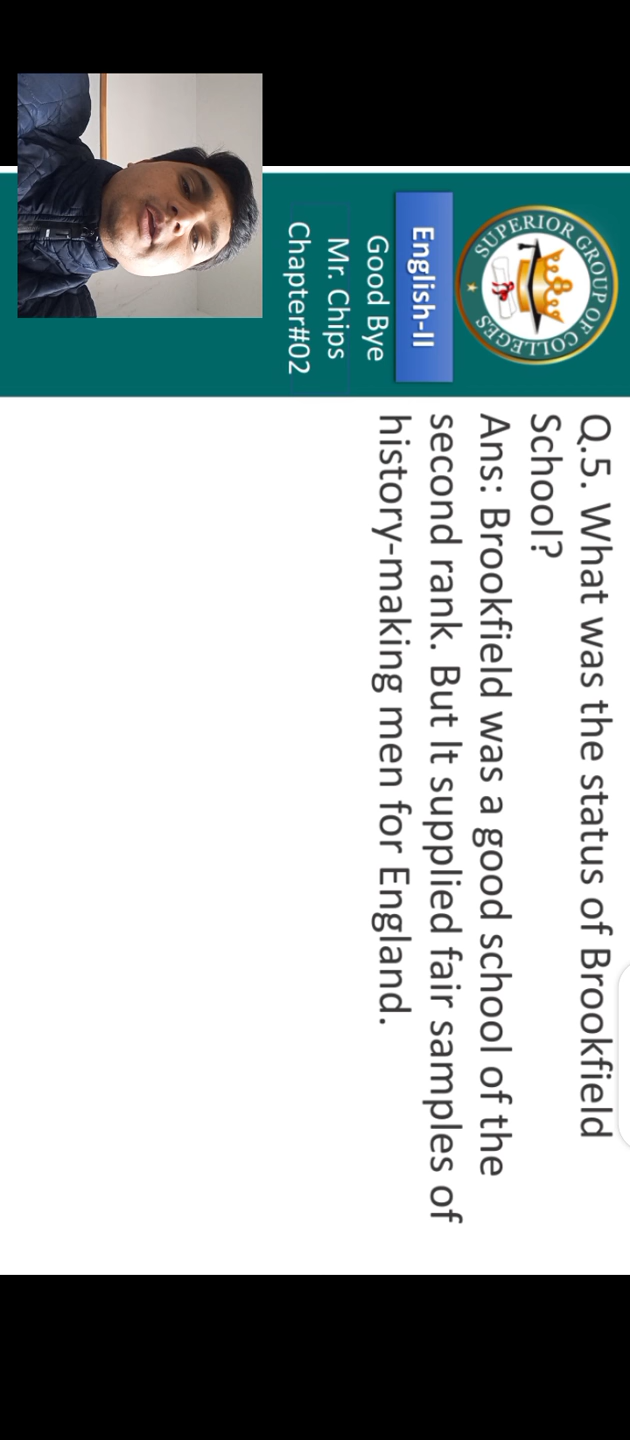 SUPERIOR GROUP OF COLLEGES
English-II
Good Bye
Mr. Chips
Chapter#02
Q.5. What was the status of Brookfield
School?
Ans: Brookfield was a good school of the
second rank. But It supplied fair samples of
history-making men for England.